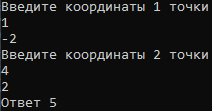 Введите координаты 1 точки
1
-2
Введите координаты 2 точки
4
2
Ответ 5